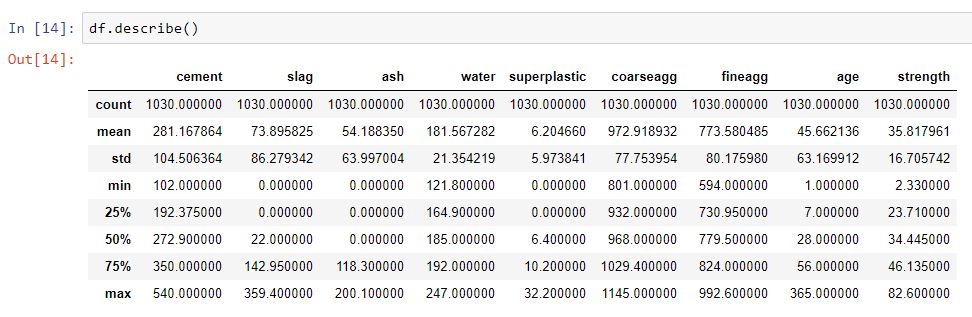 In [14]: df.describe()
Out[14]:
cement slag ash water superplastic coarseagg fineagg age strength
count 1030.000000 1030.000000 1030.000000 1030.000000 1030.000000 1030.000000 1030.000000 1030.000000 1030.000000
mean 281.167864 73.895825 54.188350 181.567282 6.204660 972.918932 773.580485 45.662136 35.817961
std 104.506364 86.279342 63.997004 21.354219 5.973841 77.753954 80.175980 63.169912 16.705742
min 102.000000 0.000000 0.000000 121.800000 0.000000 801.000000 594.000000 1.000000 2.330000
25% 192.375000 0.000000 0.000000 164.900000 0.000000 932.000000 730.950000 7.000000 23.710000
50% 272.900000 22.000000 0.000000 185.000000 6.400000 968.000000 779.500000 28.000000 34.445000
75% 350.000000 142.950000 118.300000 192.000000 10.200000 1029.400000 824.000000 56.000000 46.135000
max 540.000000 359.400000 200.100000 247.000000 32.200000 1145.000000 992.600000 365.000000 82.600000